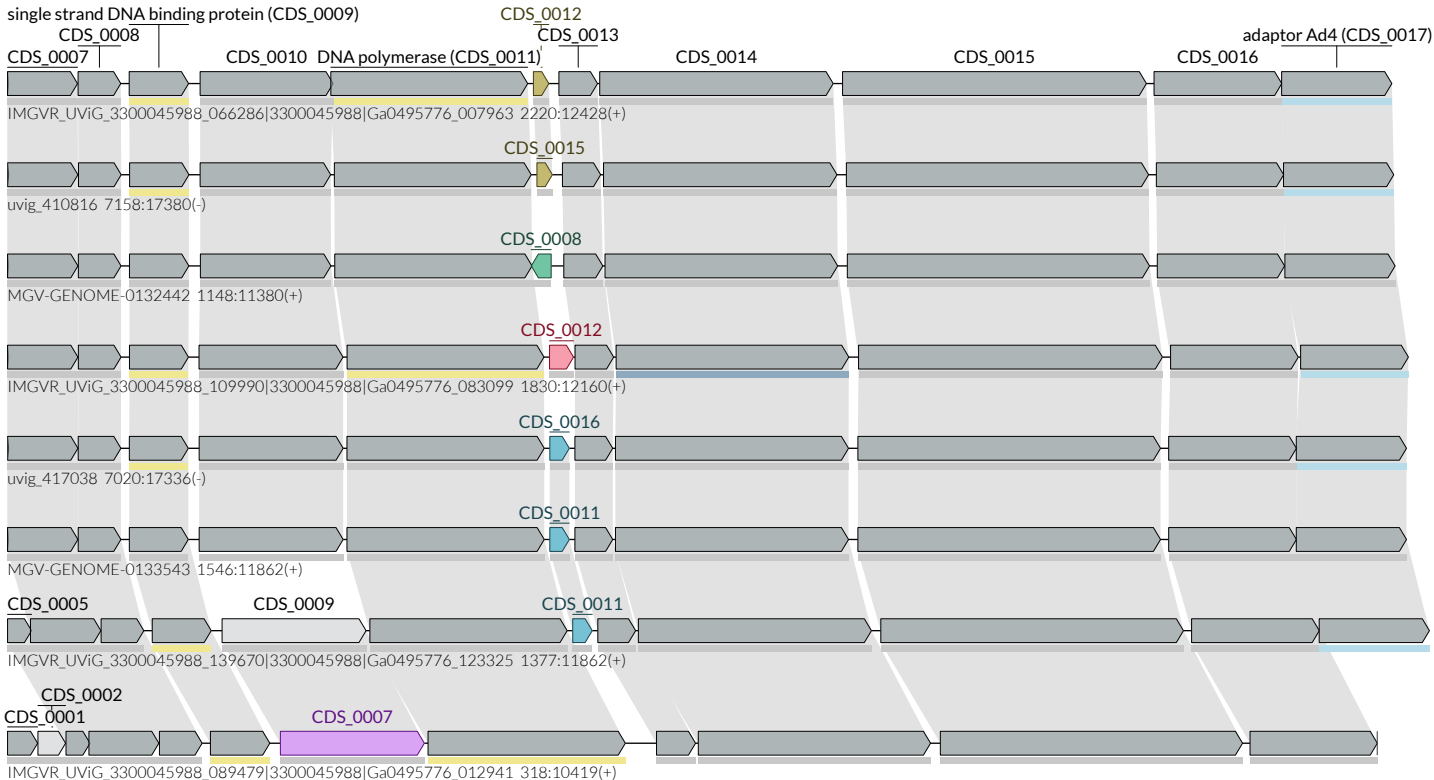 single strand DNA binding protein (CDS_0009) CDS_0012
CDS_0008 CDS_0013 adaptor Ad4 (CDS_0017)
CDS_0007 CDS_0010 DNA polymerase (CDS_0011) CDS_0014 CDS_0015 CDS_0016
IMGVR_UViG_3300045988_066286|3300045988|Ga0495776_007963 2220:12428(+)
CDS_0015
uvig_410816 7158:17380(-)
CDS_0008
MGV-GENOME-0132442 1148:11380(+)
CDS_0012
IMGVR_UViG_3300045988_109990|3300045988|Ga0495776_083099 1830:12160(+)
CDS_0016
uvig_417038 7020:17336(-)
CDS_0011
MGV-GENOME-0133543 1546:11862(+)
CDS_0005 CDS_0009 CDS_0011
IMGVR_UViG_3300045988_139670|3300045988|Ga0495776_123325 1377:11862(+)
CDS_0002
CDS_0001 CDS_0007
IMGVR_UViG_3300045988_089479|3300045988|Ga0495776_012941 318:10419(+)